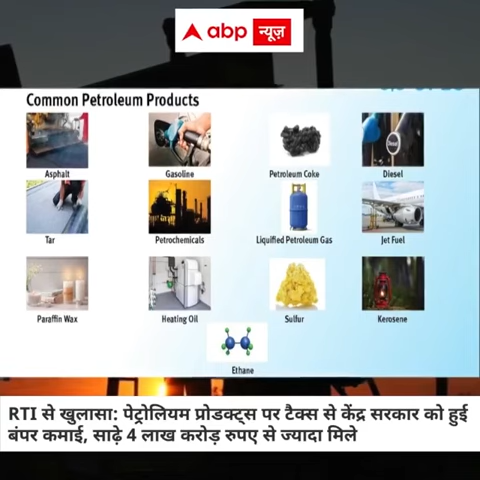 abp न्यूज़
Common Petroleum Products
Asphalt
Gasoline
Petroleum Coke
Diesel
Tar
Petrochemicals
Liquified Petroleum Gas
Jet Fuel
Paraffin Wax
Heating Oil
Sulfur
Kerosene
Ethane
RTI से खुलासा: पेट्रोलियम प्रोडक्ट्स पर टैक्स से केंद्र सरकार को हुई
बंपर कमाई, साढ़े 4 लाख करोड़ रुपए से ज्यादा मिले